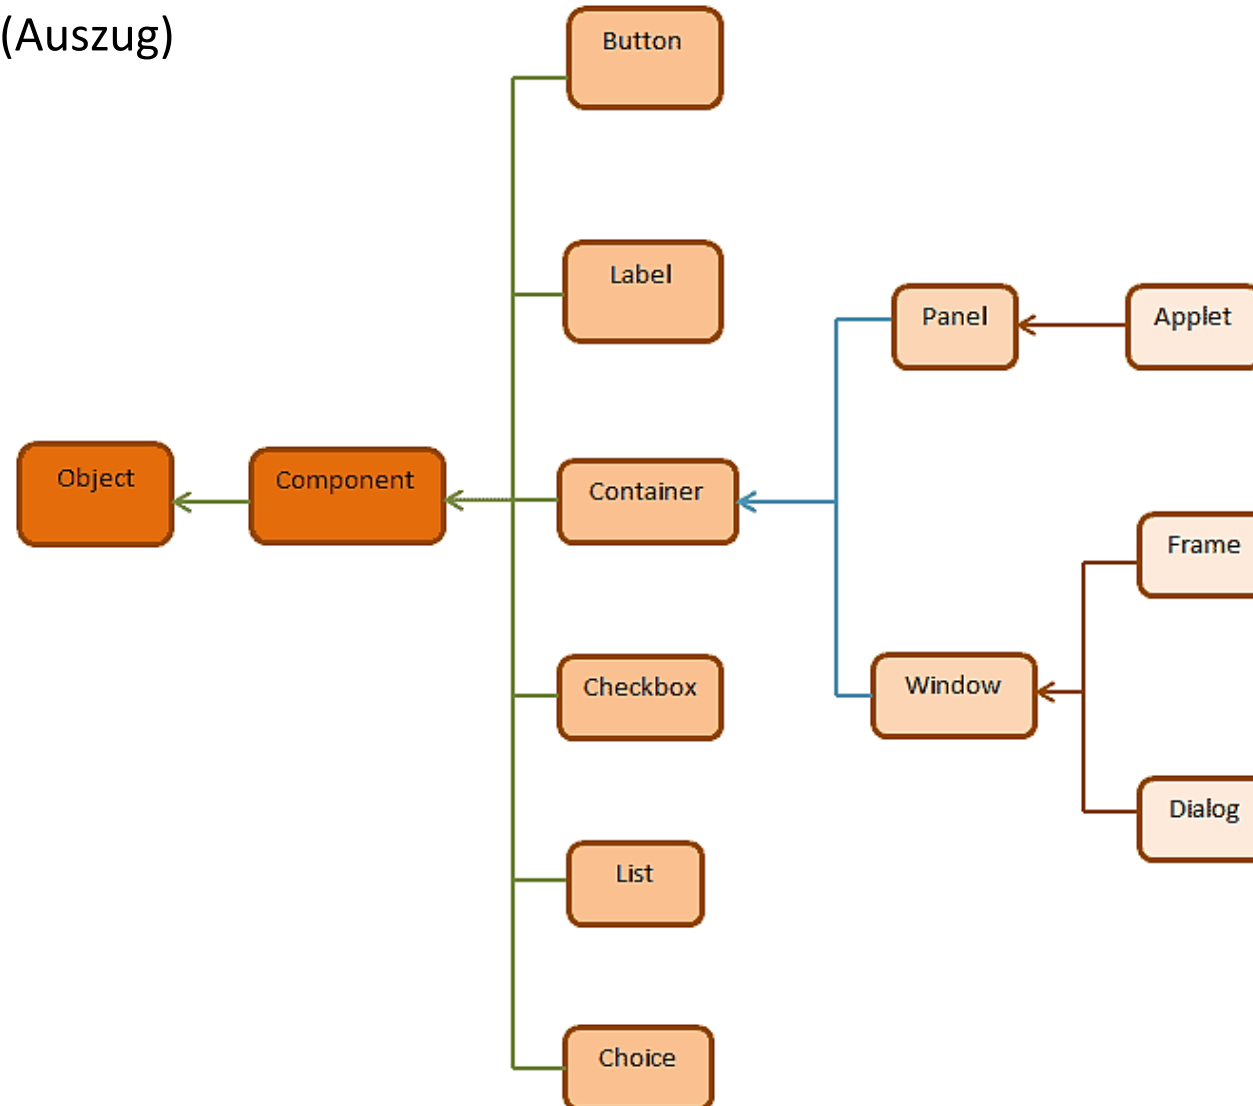 (Auszug)
Button
Label
Panel
Applet
Object
Component
Container
Frame
Checkbox
Window
Dialog
List
Choice